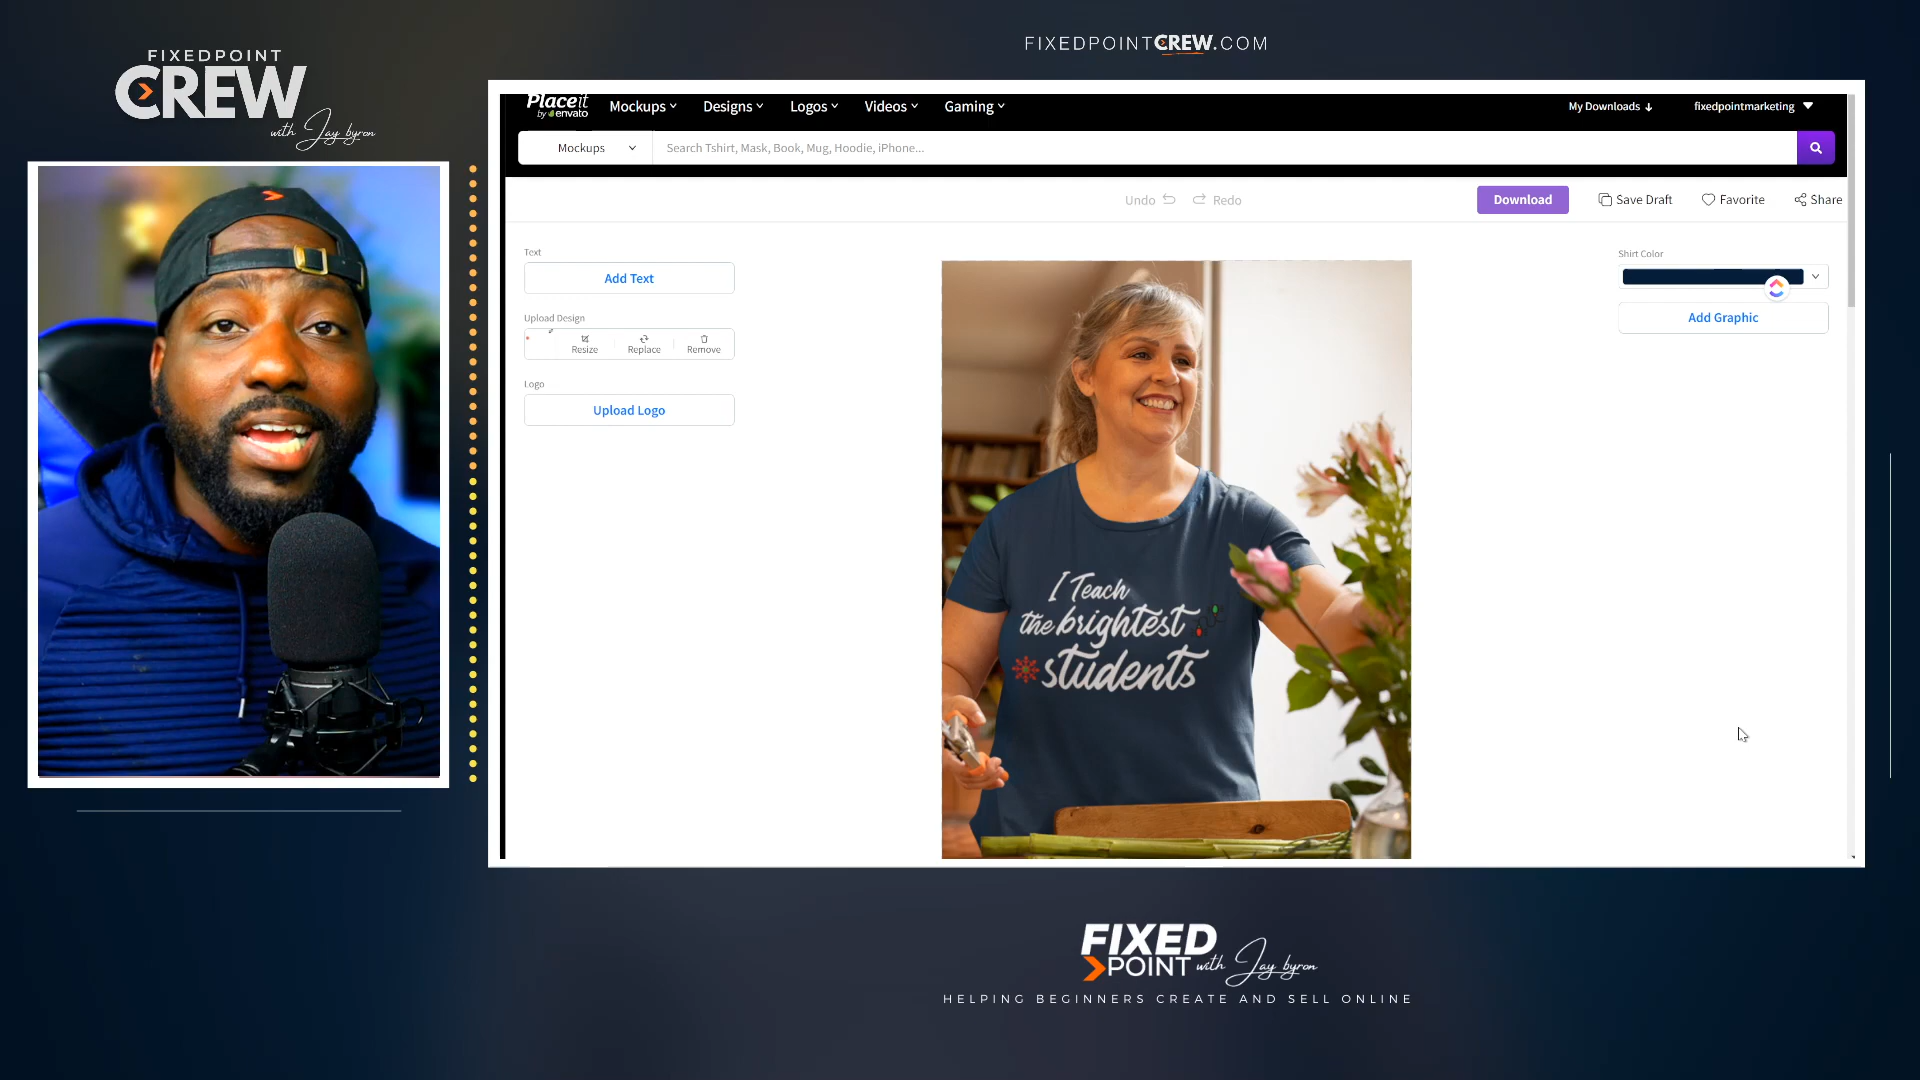 FIXEDPOINT
CREW
with Jay byron
FIXEDPOINTCREW.COM
Placeit
by envato
Mockups
Designs
Logos
Videos
Gaming
My Downloads
fixedpointmarketing
Mockups
Search Tshirt, Mask, Book, Mug, Hoodie, iPhone...
Undo
Redo
Download
Save Draft
Favorite
Share
Text
Add Text
Upload Design
Resize
Replace
Remove
Logo
Upload Logo
Shirt Color
Add Graphic
I Teach
the brightest
students
FIXED
POINT with Jay byron
HELPING BEGINNERS CREATE AND SELL ONLINE